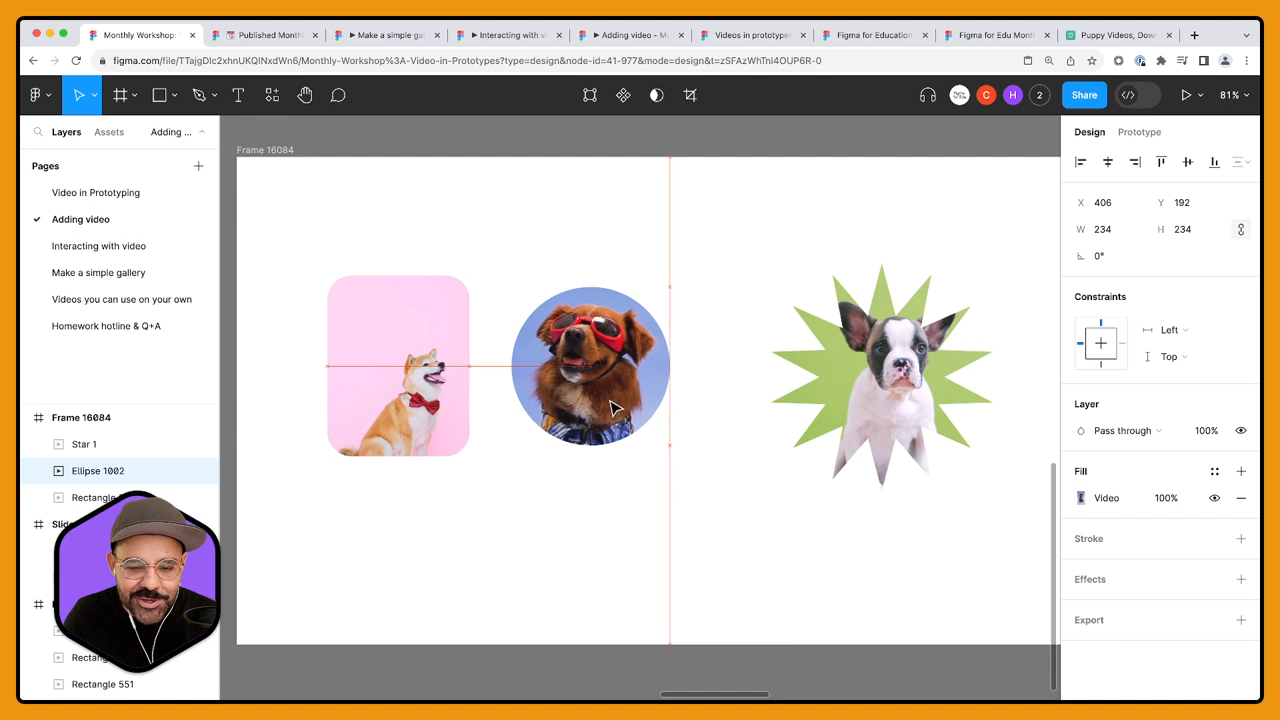 Monthly Workshop:
Published Month
Make a simple gal
Interacting with vi
Adding video - M
Videos in prototypes
Figma for Education
Figma for Edu Month
Puppy Videos, Dow
figma.com/file/TTajgDlc2xhnUKQlNxdWn6/Monthly-Workshop%3A-Video-in-Prototypes?type=design&node-id=41-977&mode=design&t=zSFAzWhTnI4OUP6R-0
C
H
2
Share
81%
Layers
Assets
Adding ...
Pages
Video in Prototyping
Adding video
Interacting with video
Make a simple gallery
Videos you can use on your own
Homework hotline & Q+A
Frame 16084
Star 1
Ellipse 1002
Rectangle
Rectangle 551
Frame 16084
Design
Prototype
X 406 Y 192
W 234 H 234
0°
Constraints
Left
Top
Layer
Pass through 100%
Fill
Video 100%
Stroke
Effects
Export